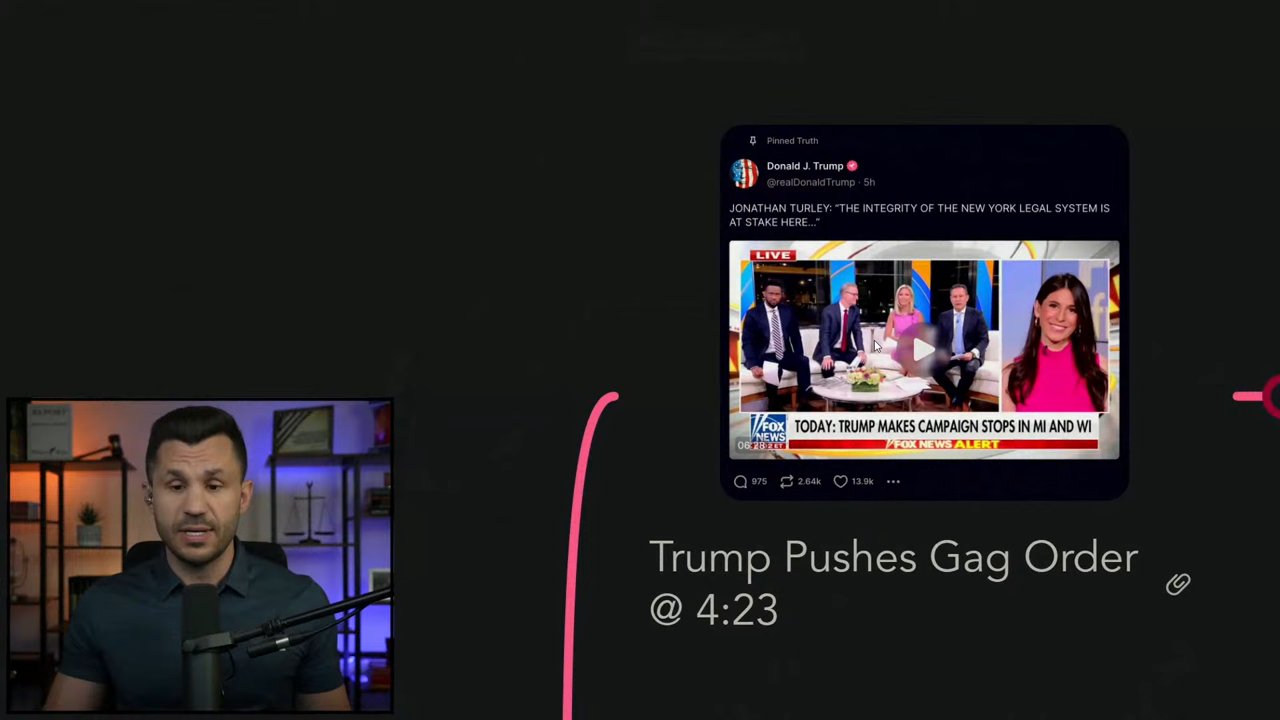 Pinned Truth
Donald J. Trump
@realDonaldTrump · 5h
JONATHAN TURLEY: “THE INTEGRITY OF THE NEW YORK LEGAL SYSTEM IS
AT STAKE HERE...”
LIVE
FOX
NEWS
TODAY: TRUMP MAKES CAMPAIGN STOPS IN MI AND WI
FOX NEWS ALERT
975
2.64k
13.9k
Trump Pushes Gag Order
@ 4:23